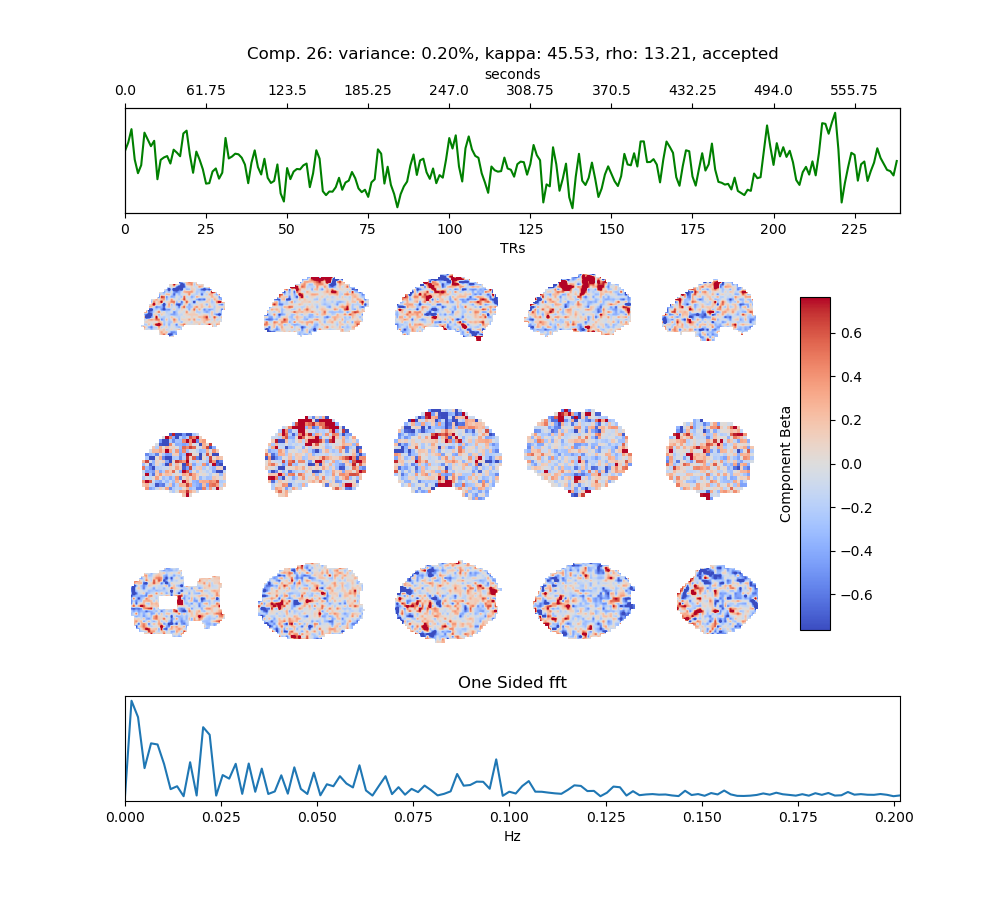 Comp. 26: variance: 0.20%, kappa: 45.53, rho: 13.21, accepted
seconds
0.0 61.75 123.5 185.25 247.0 308.75 370.5 432.25 494.0 555.75
0 25 50 75 100 125 150 175 200 225
TRs
0.6
0.4
0.2
0.0
−0.2
−0.4
−0.6
Component Beta
One Sided fft
0.000 0.025 0.050 0.075 0.100 0.125 0.150 0.175 0.200
Hz